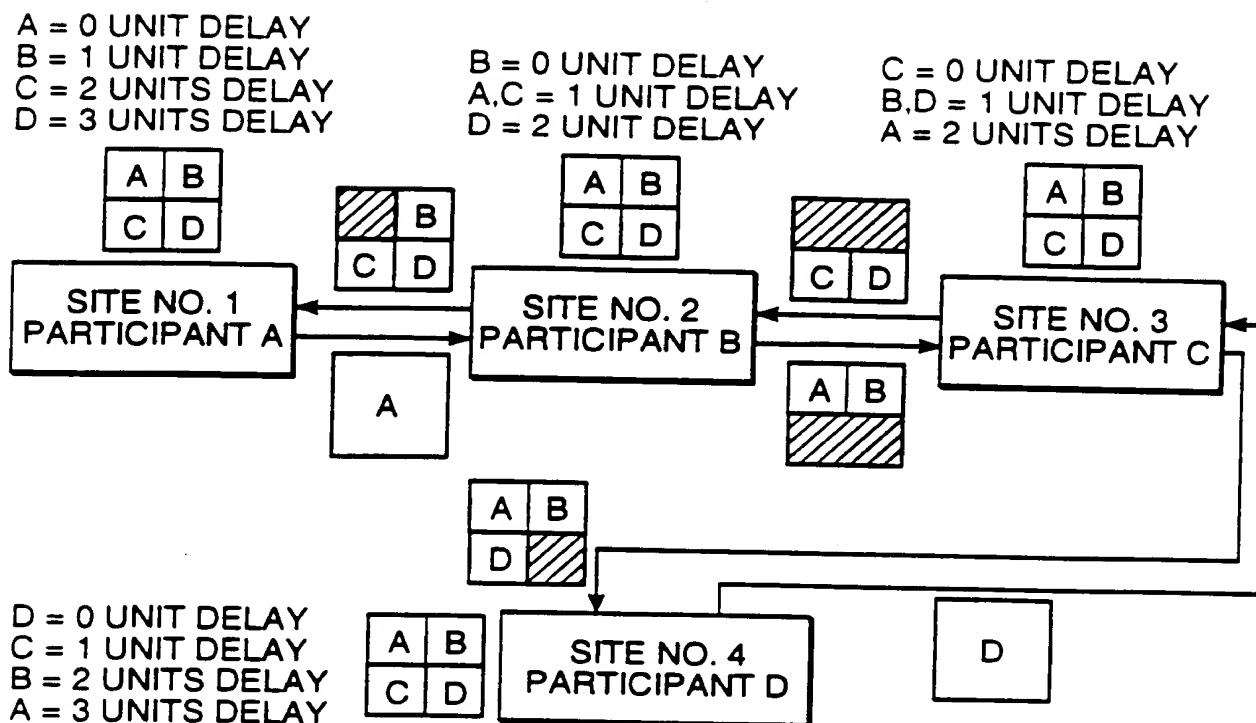 A = 0 UNIT DELAY
B = 1 UNIT DELAY
C = 2 UNITS DELAY
D = 3 UNITS DELAY
B = 0 UNIT DELAY
A,C = 1 UNIT DELAY
D = 2 UNIT DELAY
C = 0 UNIT DELAY
B,D = 1 UNIT DELAY
A = 2 UNITS DELAY
A B
C D
B
C D
A B
C D
C D
A B
C D
SITE NO. 1
PARTICIPANT A
SITE NO. 2
PARTICIPANT B
SITE NO. 3
PARTICIPANT C
A
A B
A B
D
D = 0 UNIT DELAY
C = 1 UNIT DELAY
B = 2 UNITS DELAY
A = 3 UNITS DELAY
A B
C D
SITE NO. 4
PARTICIPANT D
D